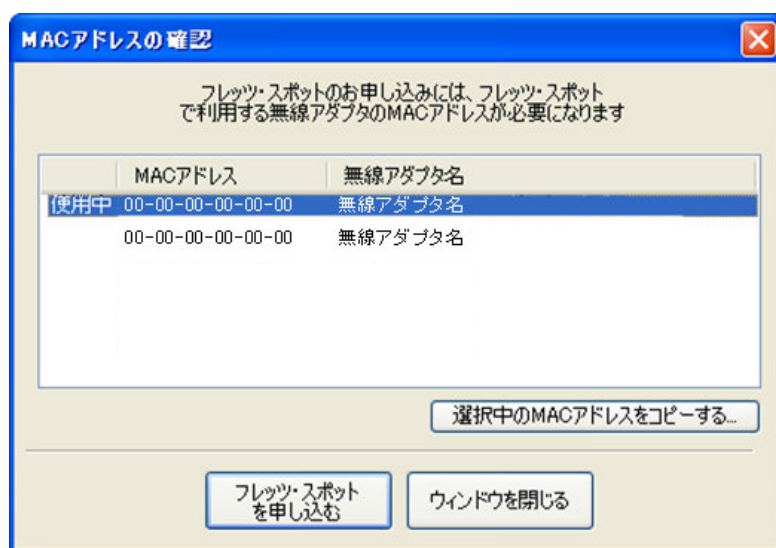 MACアドレスの確認
フレッツ・スポットのお申し込みには、フレッツ・スポット
で利用する無線アダプタのMACアドレスが必要になります
MACアドレス 無線アダプタ名
使用中 00-00-00-00-00-00 無線アダプタ名
00-00-00-00-00-00 無線アダプタ名
選択中のMACアドレスをコピーする...
フレッツ・スポット
を申し込む
ウィンドウを閉じる